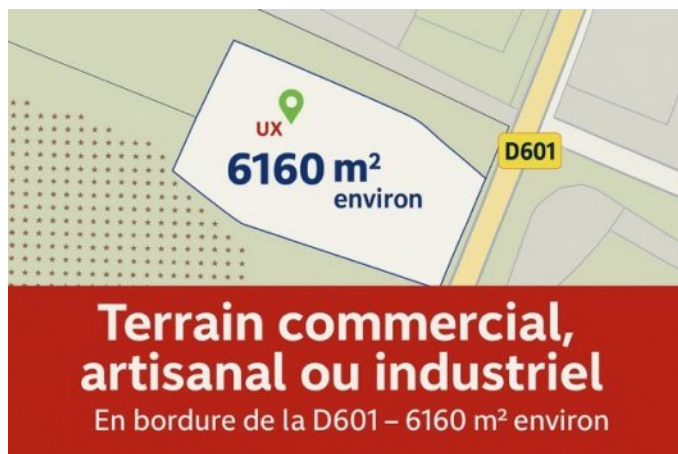 UX
6160 m²
environ
D601
Terrain commercial,
artisanal ou industriel
En bordure de la D601 – 6160 m² environ